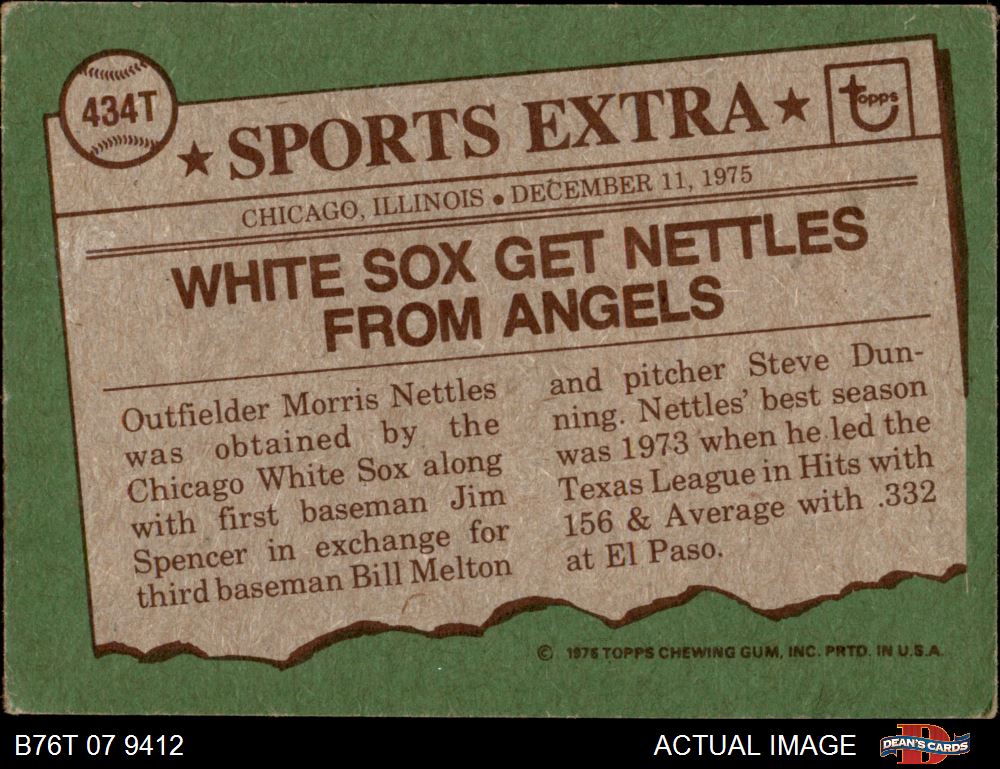 434T
★ SPORTS EXTRA ★
topps
CHICAGO, ILLINOIS • DECEMBER 11, 1975
WHITE SOX GET NETTLES
FROM ANGELS
Outfielder Morris Nettles
was obtained by the
Chicago White Sox along
with first baseman Jim
Spencer in exchange for
third baseman Bill Melton
and pitcher Steve Dun-
ning. Nettles' best season
was 1973 when he led the
Texas League in Hits with
156 & Average with .332
at El Paso.
© 1976 TOPPS CHEWING GUM, INC. PRTD. IN U.S.A.
B76T 07 9412
ACTUAL IMAGE
DEAN'S CARDS